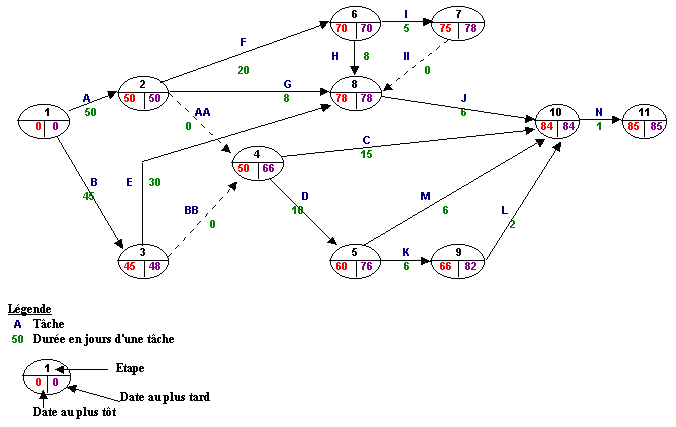 6
70 70
I
5
7
75 78
F
20
H
8
II
0
2
50 50
G
8
8
78 78
A
50
1
0 0
AA
0
J
6
10
84 84
N
1
11
85 85
C
15
4
50 66
B
45
E
30
BB
0
D
10
M
6
L
2
3
45 48
5
60 76
K
6
9
66 82
Légende
A Tâche
50 Durée en jours d'une tâche
1
0 0
Etape
Date au plus tard
Date au plus tôt